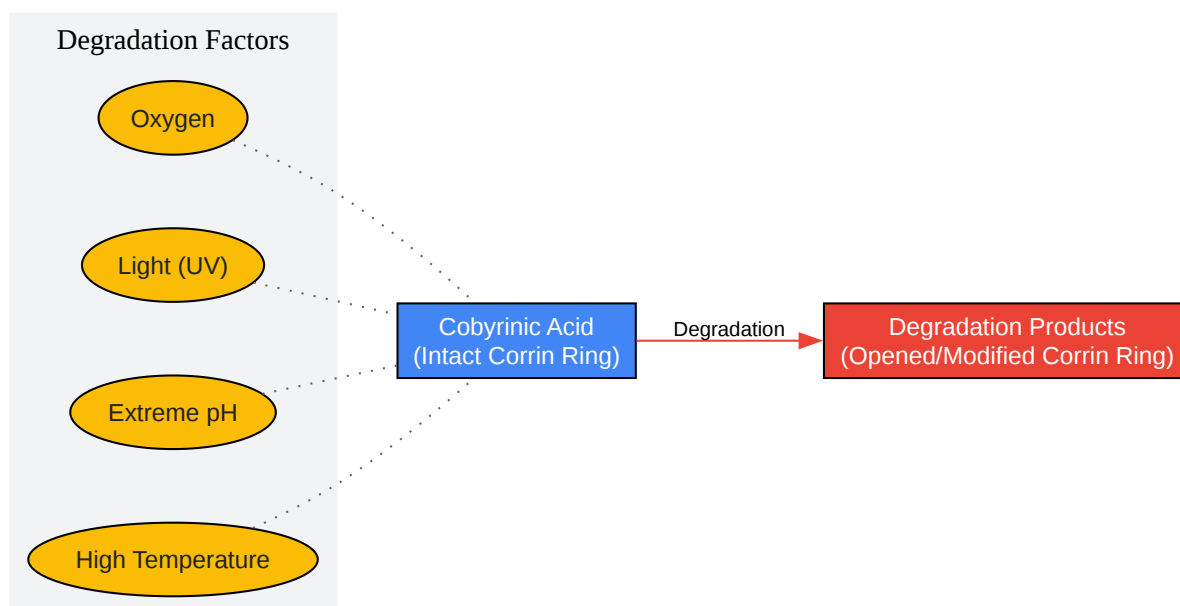 Degradation Factors
Oxygen
Light (UV)
Extreme pH
High Temperature
Cobyrinic Acid
(Intact Corrin Ring)
Degradation
Degradation Products
(Opened/Modified Corrin Ring)